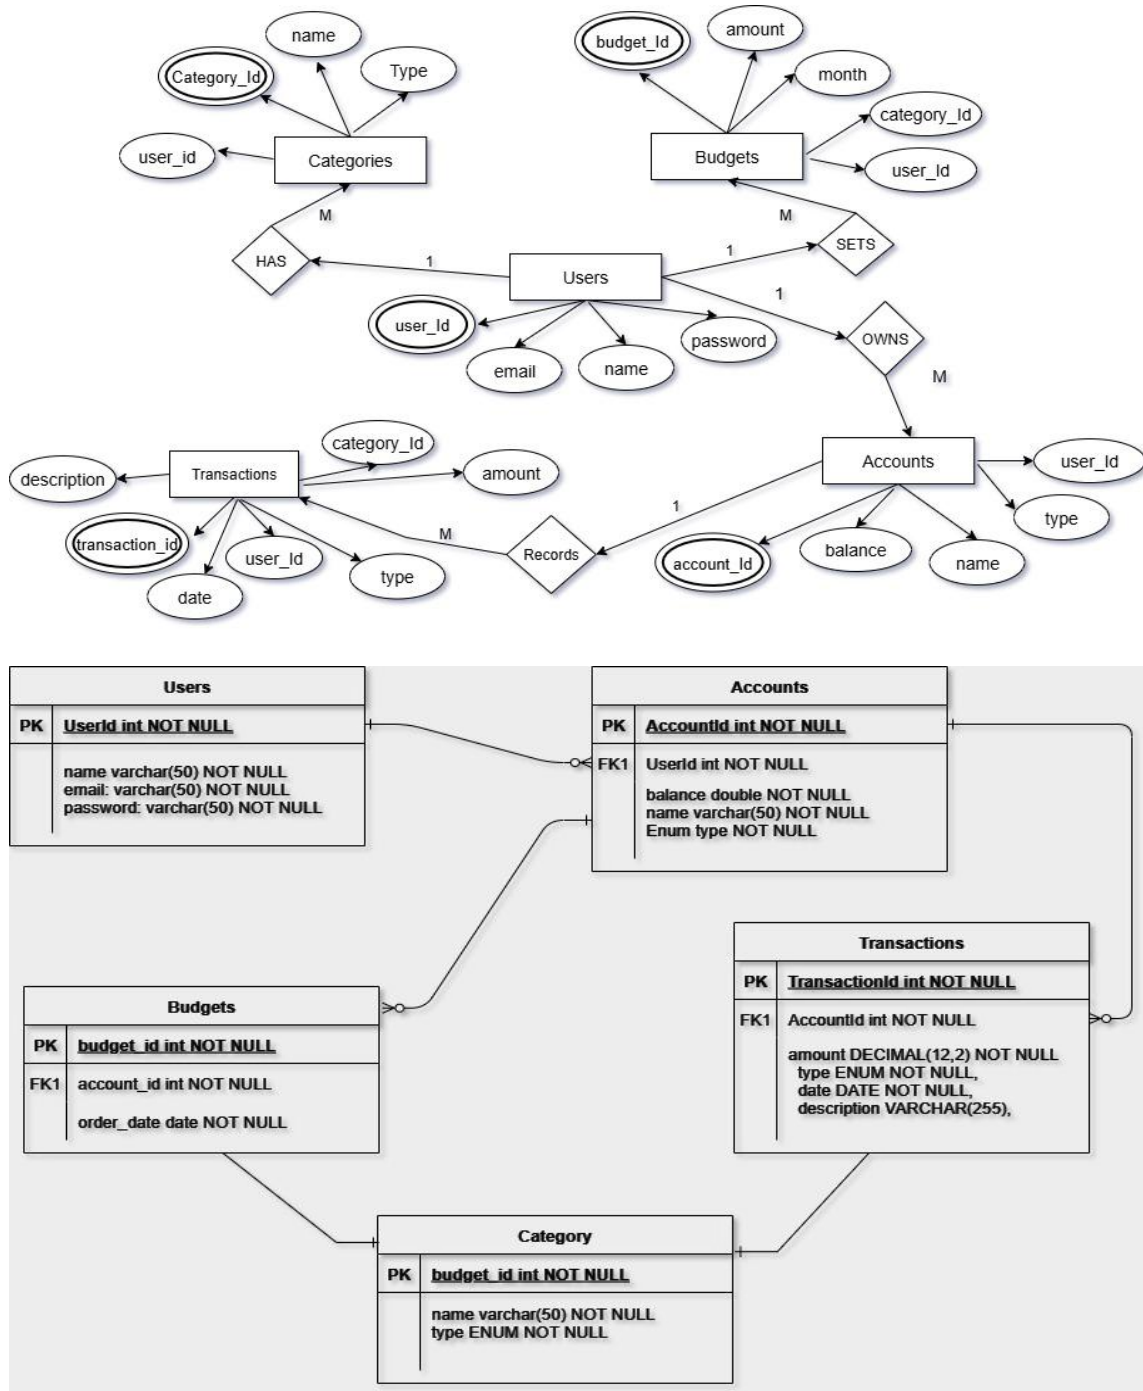 name
Category_Id
Type
user_id
Categories
M
HAS
1
budget_Id
amount
month
category_Id
Budgets
user_Id
M
SETS
1
Users
1
user_Id
password
email
name
OWNS
M
category_Id
description
Transactions
amount
transaction_id
user_Id
date
type
M
Records
1
Accounts
user_Id
type
account_Id
balance
name
Users
PK UserId int NOT NULL
name varchar(50) NOT NULL
email: varchar(50) NOT NULL
password: varchar(50) NOT NULL
Accounts
PK AccountId int NOT NULL
FK1 UserId int NOT NULL
balance double NOT NULL
name varchar(50) NOT NULL
Enum type NOT NULL
Transactions
PK TransactionId int NOT NULL
FK1 AccountId int NOT NULL
amount DECIMAL(12,2) NOT NULL
type ENUM NOT NULL,
date DATE NOT NULL,
description VARCHAR(255),
Budgets
PK budget_id int NOT NULL
FK1 account_id int NOT NULL
order_date date NOT NULL
Category
PK budget_id int NOT NULL
name varchar(50) NOT NULL
type ENUM NOT NULL